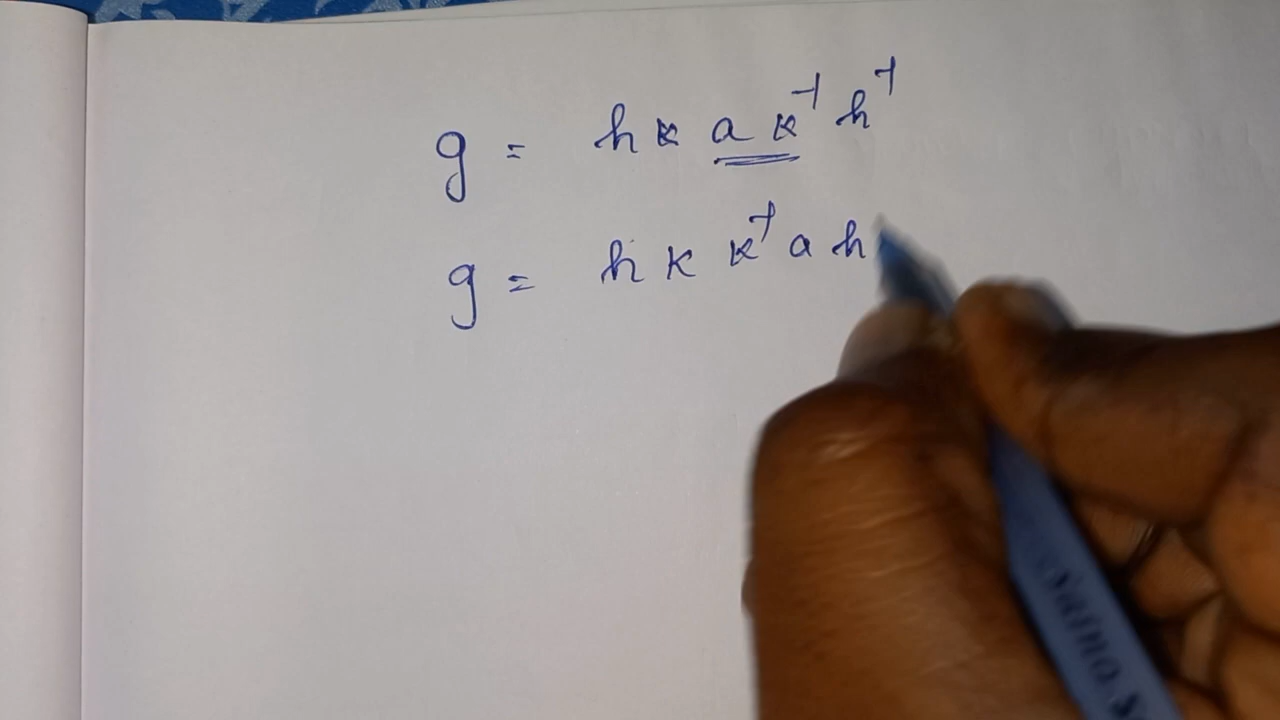 g = h k a k⁻¹ h⁻¹
g = h k k⁻¹ a h